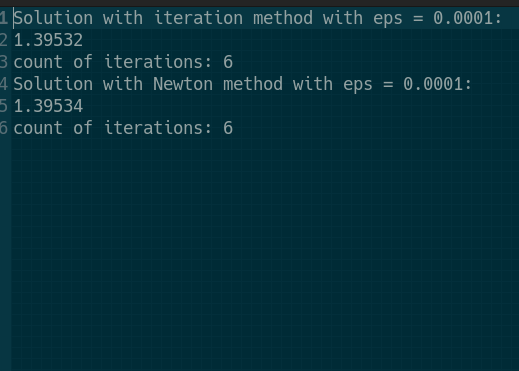 1 Solution with iteration method with eps = 0.0001:
2 1.39532
3 count of iterations: 6
4 Solution with Newton method with eps = 0.0001:
5 1.39534
6 count of iterations: 6